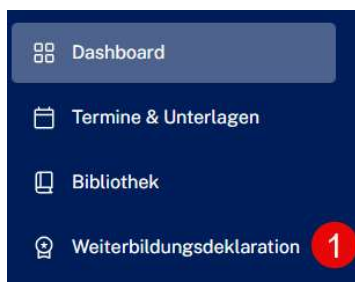 Dashboard
Termine & Unterlagen
Bibliothek
Weiterbildungsdeklaration 1